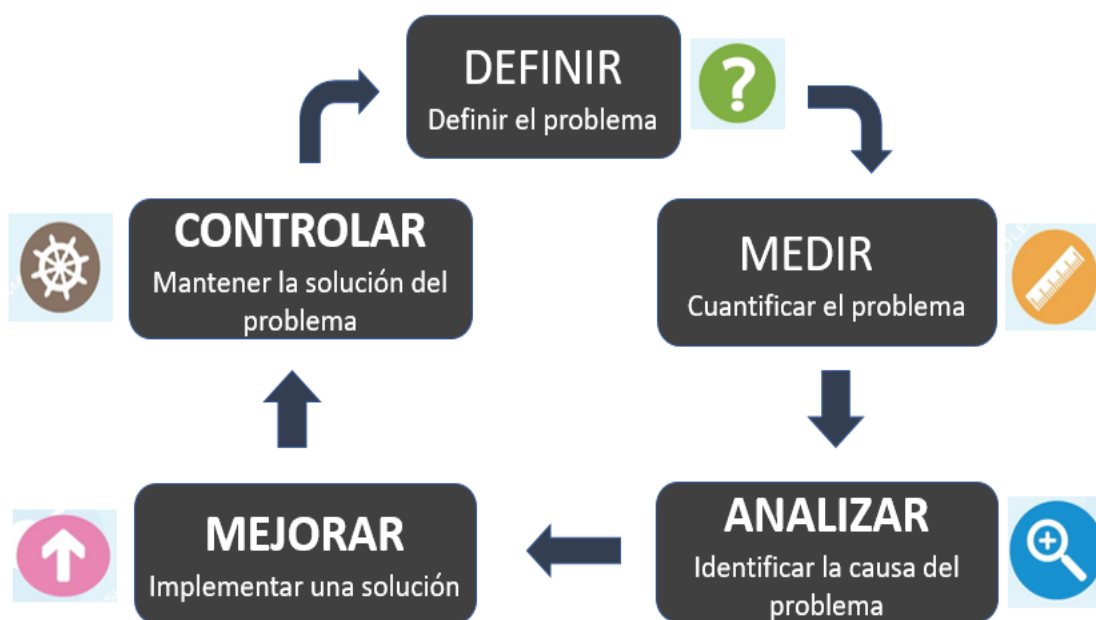 DEFINIR
Definir el problema
?
MEDIR
Cuantificar el problema
ANALIZAR
Identificar la causa del
problema
MEJORAR
Implementar una solución
CONTROLAR
Mantener la solución del
problema